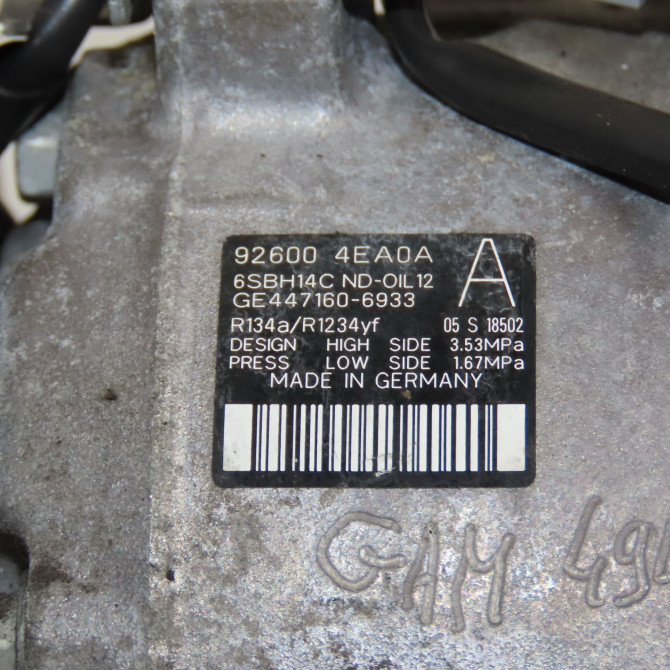 92600 4EA0A A
6SBH14C ND-OIL12
GE447160-6933
R134a/R1234yf 05 S 18502
DESIGN HIGH SIDE 3.53MPa
PRESS LOW SIDE 1.67MPa
MADE IN GERMANY
GAM